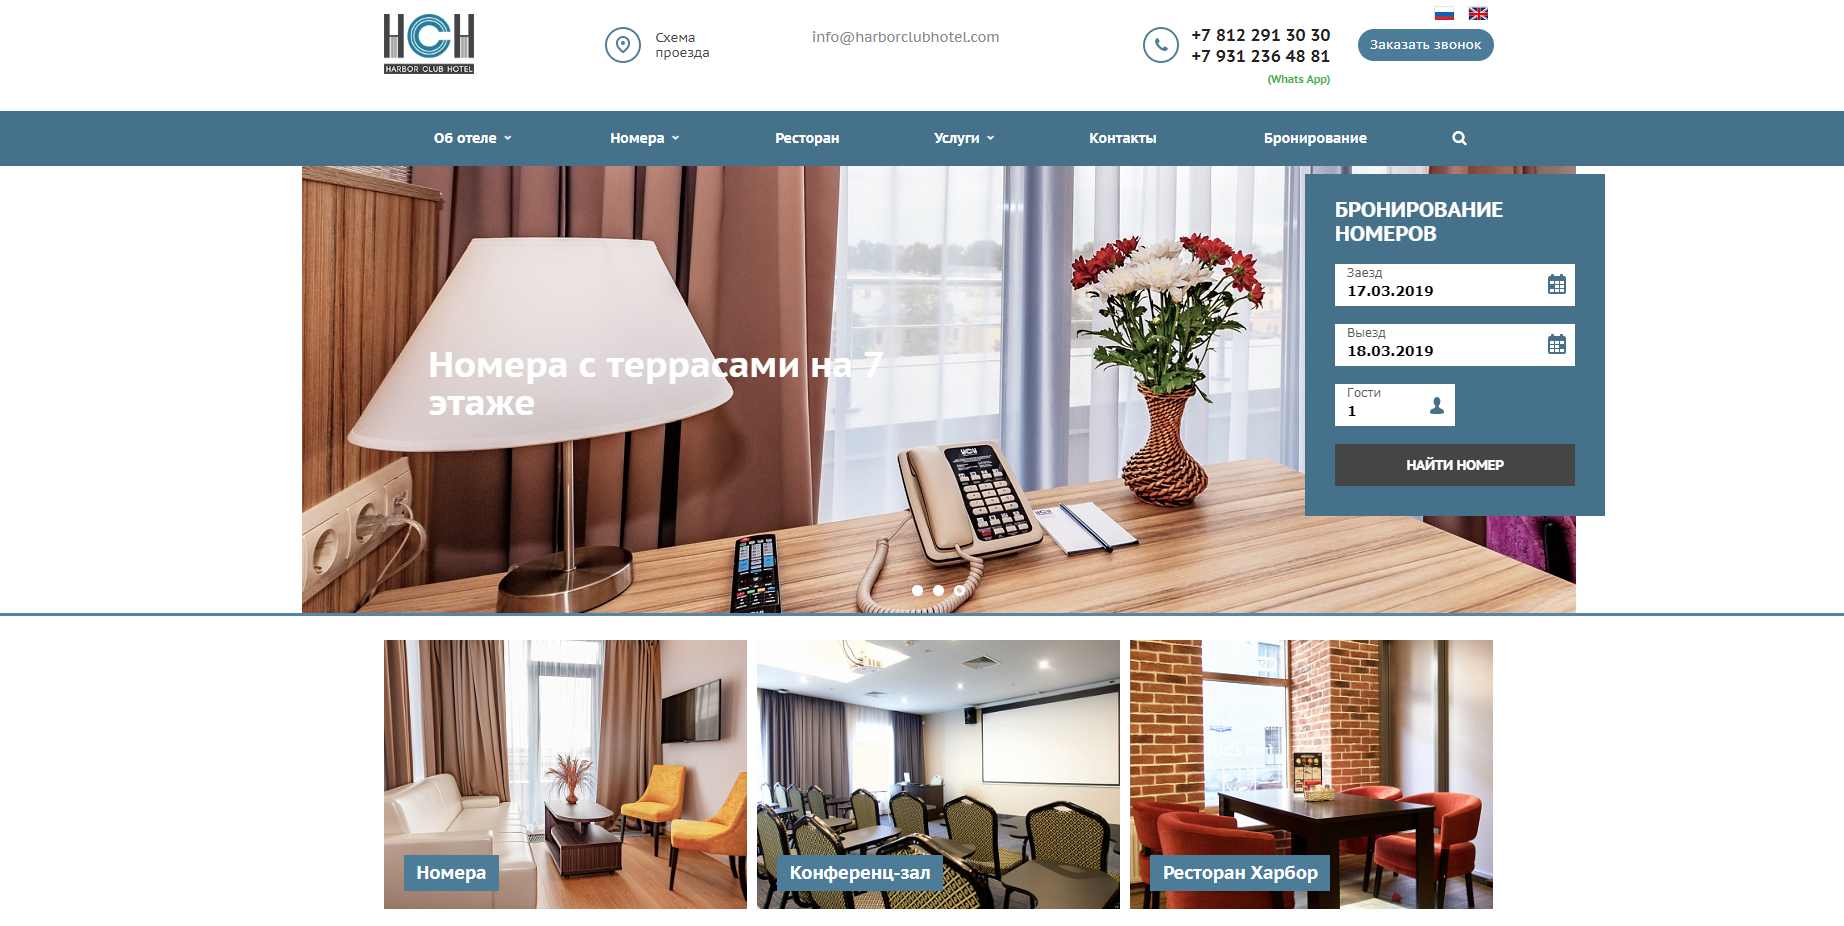 HCH
HARBOR CLUB HOTEL
Схема
проезда
info@harborclubhotel.com
+7 812 291 30 30
+7 931 236 48 81
(Whats App)
Заказать звонок
Об отеле
Номера
Ресторан
Услуги
Контакты
Бронирование
БРОНИРОВАНИЕ
НОМЕРОВ
Заезд
17.03.2019
Выезд
18.03.2019
Гости
1
НАЙТИ НОМЕР
Номера с террасами на 7
этаже
HCH
Номера
Конференц-зал
Ресторан Харбор